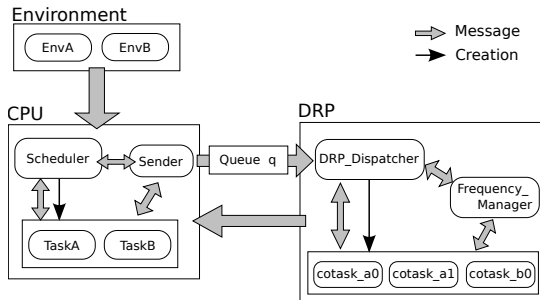 Environment
EnvA EnvB
Message
Creation
CPU
DRP
Scheduler
Sender
Queue q
DRP_Dispatcher
Frequency_
Manager
TaskA TaskB
cotask_a0 cotask_a1 cotask_b0